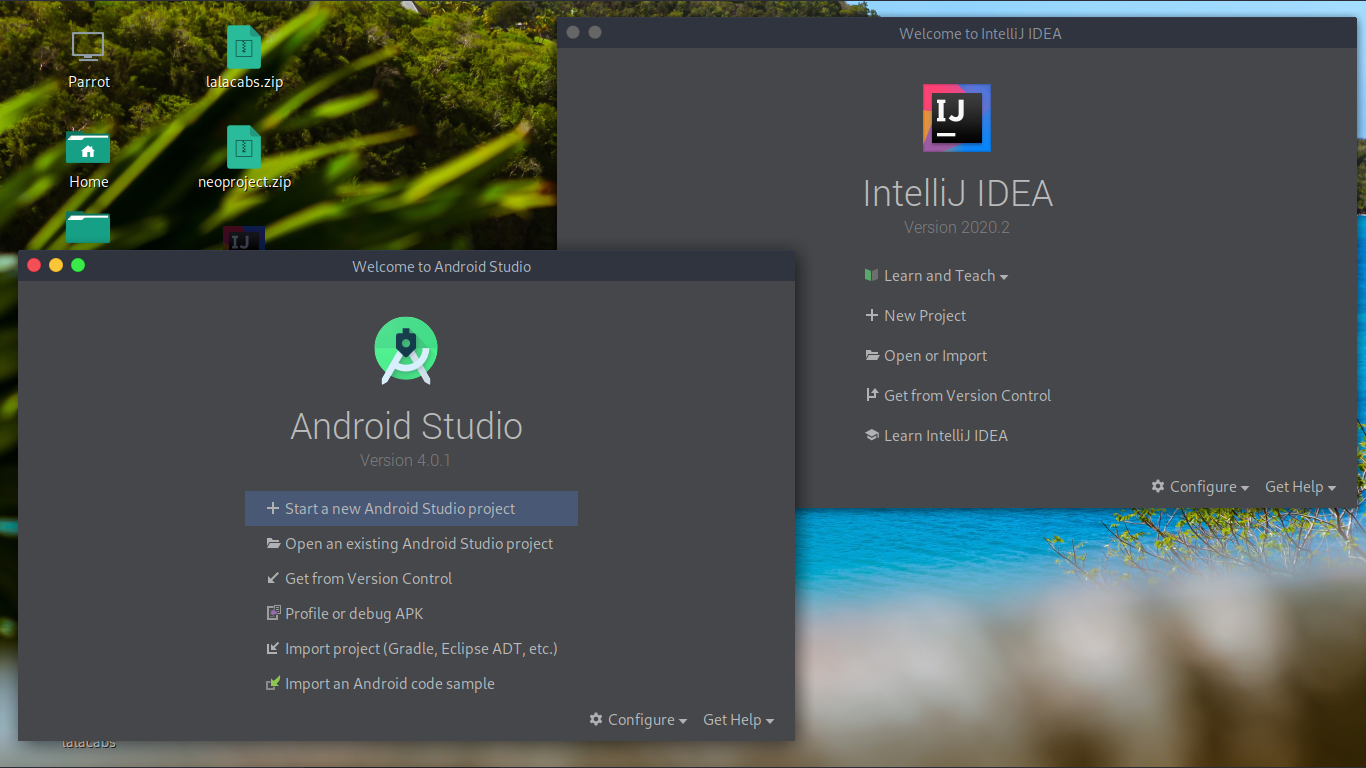 Parrot
lalacabs.zip
Home
neoproject.zip
IJ
lalacabs
Welcome to IntelliJ IDEA
IJ
IntelliJ IDEA
Version 2020.2
Learn and Teach
New Project
Open or Import
Get from Version Control
Learn IntelliJ IDEA
Configure
Get Help
Welcome to Android Studio
Android Studio
Version 4.0.1
Start a new Android Studio project
Open an existing Android Studio project
Get from Version Control
Profile or debug APK
Import project (Gradle, Eclipse ADT, etc.)
Import an Android code sample
Configure
Get Help